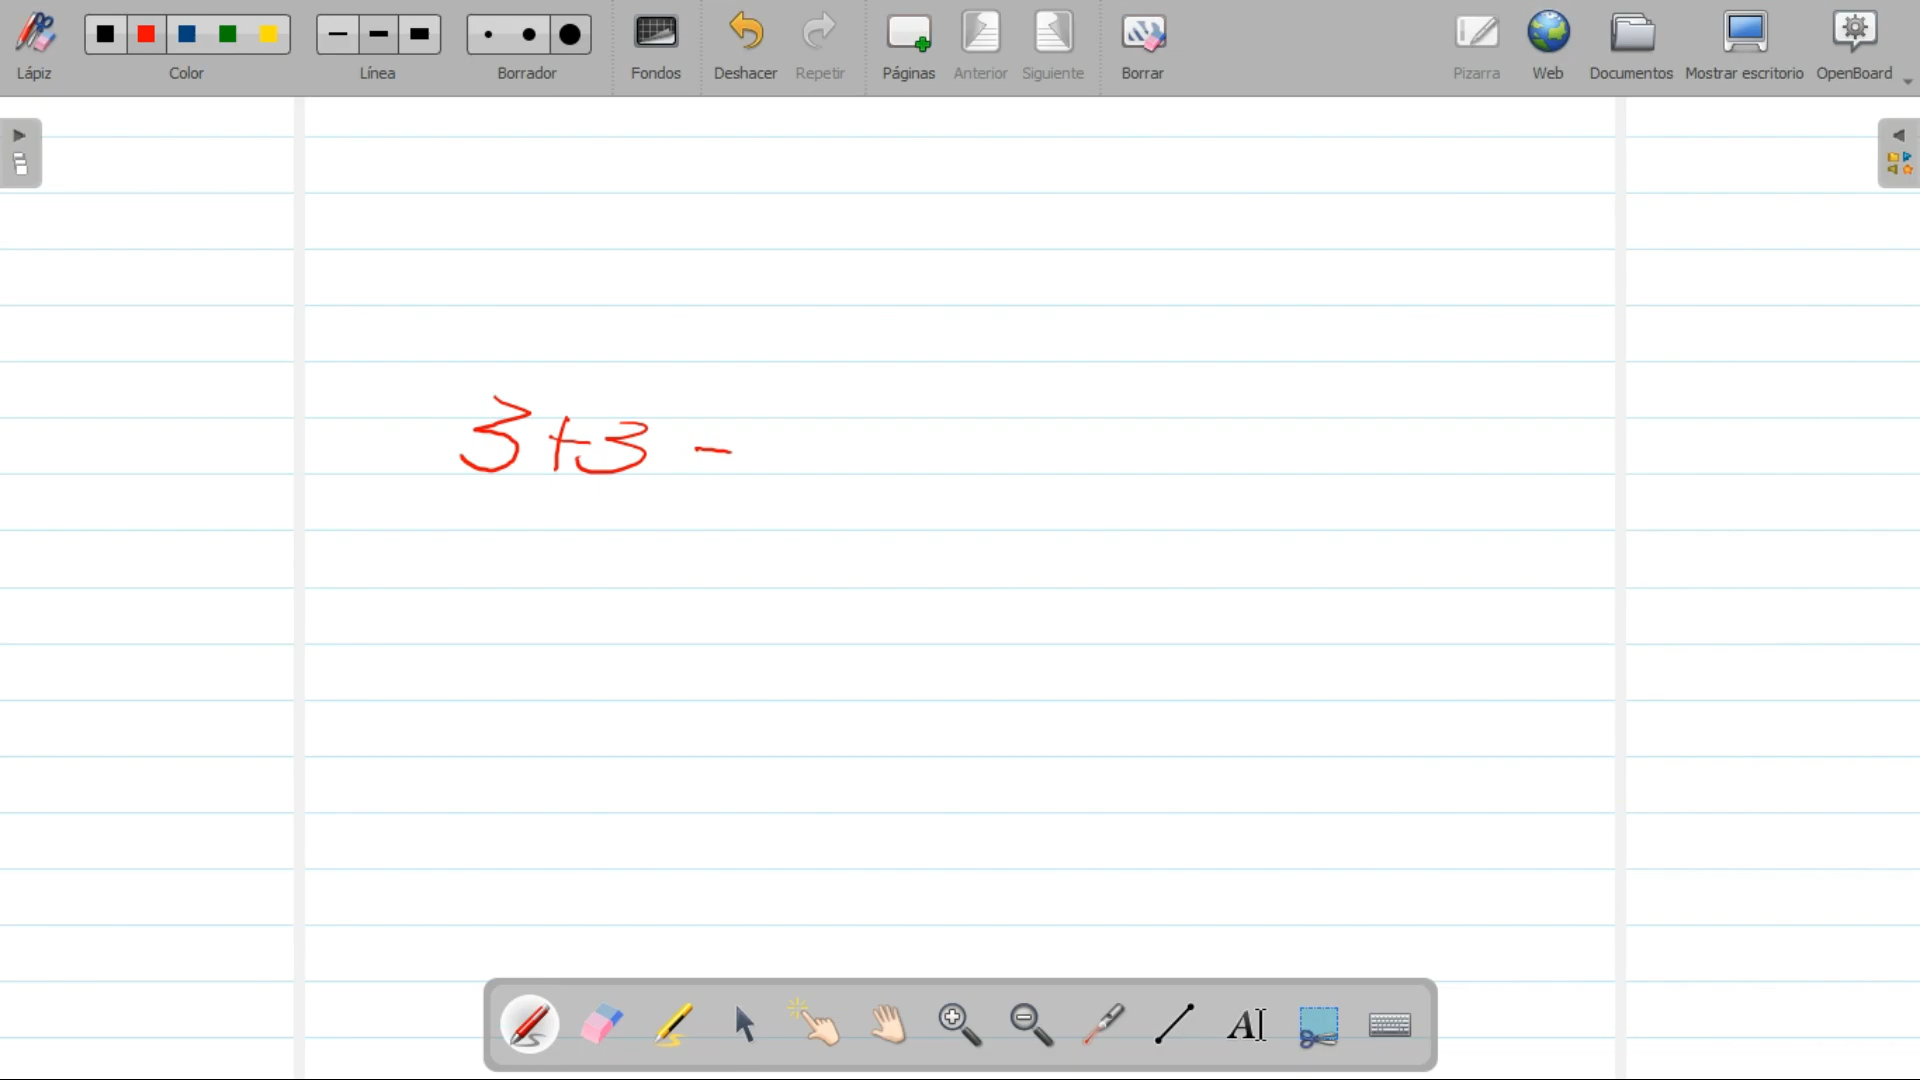 Lápiz Color Línea Borrador Fondos Deshacer Repetir Páginas Anterior Siguiente Borrar Pizarra Web Documentos Mostrar escritorio OpenBoard
3+3 -
AI